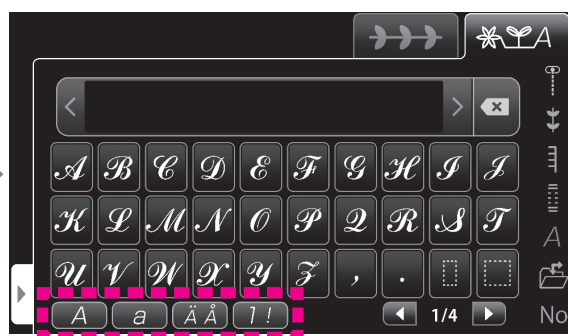 A
A B C D E F G H I J
K L M N O P Q R S T
U V W X Y Z , .
A
A a ÄÅ 1! 1/4 No